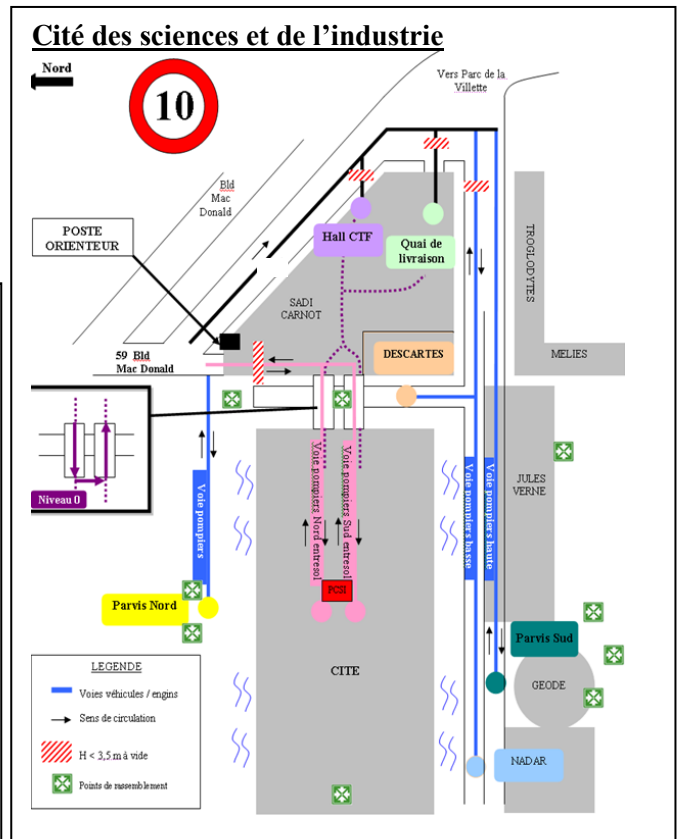 Cité des sciences et de l'industrie
Nord
10
Vers Parc de la
Villette
Bld
Mac
Donald
POSTE
ORIENTEUR
Hall CTF
Quai de
livraison
TROGLODYTES
SADI
CARNOT
59 Bld
Mac Donald
DESCARTES
MELIES
Niveau 0
Voie pompiers
Voie pompiers Nord entresol
Voie pompiers Sud entresol
Voie pompiers basse
Voie pompiers haute
JULES
VERNE
PCSI
Parvis Nord
Parvis Sud
CITE
GEODE
NADAR
LEGENDE
Voies véhicules / engins
Sens de circulation
H < 3,5 m à vide
Points de rassemblement